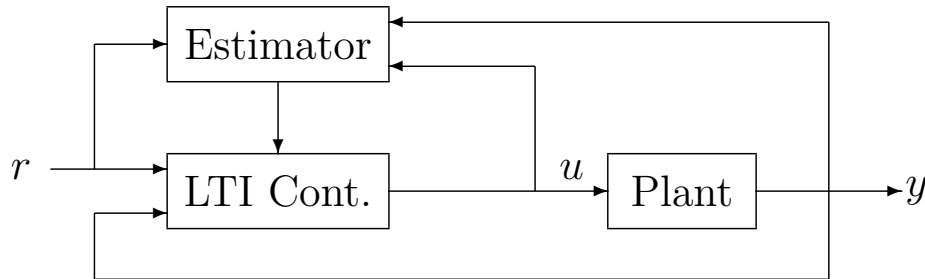 Estimator
r
LTI Cont.
u
Plant
y